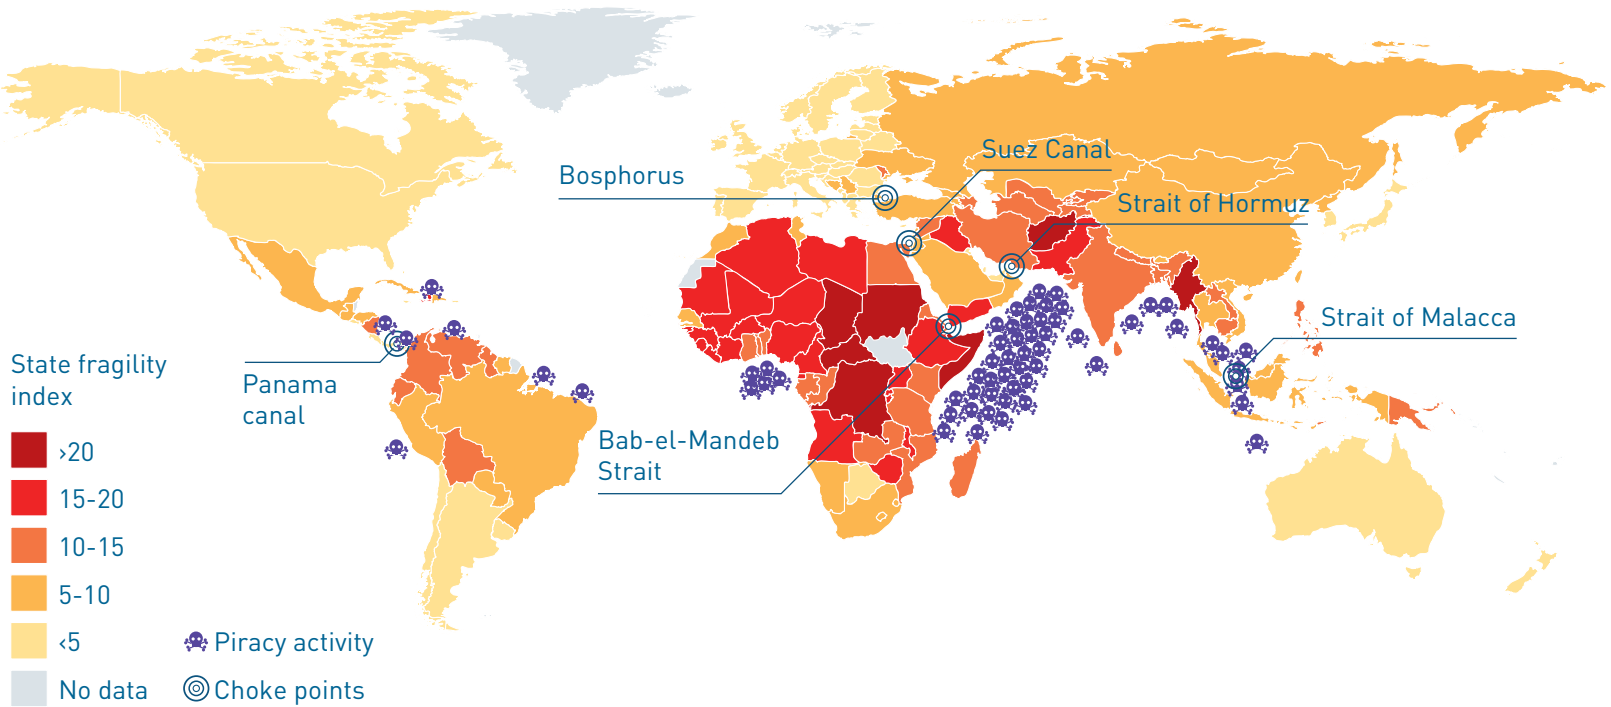 Suez Canal
Bosphorus
Strait of Hormuz
Strait of Malacca
State fragility
index
Panama
canal
Bab-el-Mandeb
Strait
>20
15-20
10-15
5-10
<5
No data
Piracy activity
Choke points